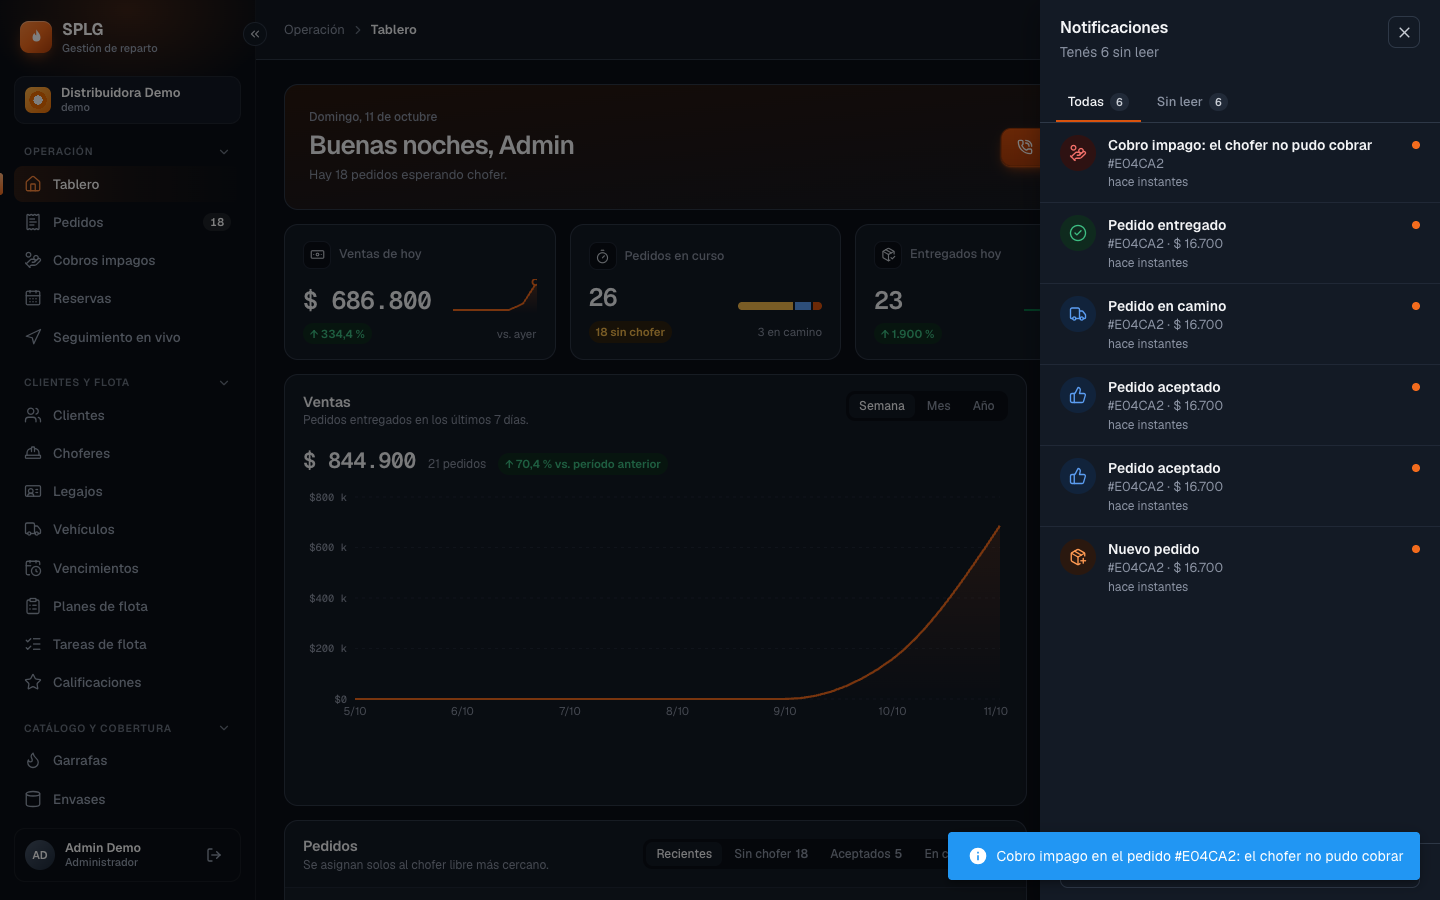 SPLG
Gestión de reparto
Distribuidora Demo
demo
OPERACIÓN
Tablero
Pedidos 18
Cobros impagos
Reservas
Seguimiento en vivo
CLIENTES Y FLOTA
Clientes
Choferes
Legajos
Vehículos
Vencimientos
Planes de flota
Tareas de flota
Calificaciones
CATÁLOGO Y COBERTURA
Garrafas
Envases
AD
Admin Demo
Administrador
Operación > Tablero
Domingo, 11 de octubre
Buenas noches, Admin
Hay 18 pedidos esperando chofer.
Ventas de hoy
$ 686.800
↑ 334,4 % vs. ayer
Pedidos en curso
26
18 sin chofer 3 en camino
Entregados hoy
23
↑ 1.900 %
Ventas
Pedidos entregados en los últimos 7 días.
Semana Mes Año
$ 844.900 21 pedidos ↑ 70,4 % vs. período anterior
$800 k
$600 k
$400 k
$200 k
$0
5/10 6/10 7/10 8/10 9/10 10/10 11/10
Pedidos
Se asignan solos al chofer libre más cercano.
Recientes Sin chofer 18 Aceptados 5 En c
Notificaciones
Tenés 6 sin leer
Todas 6 Sin leer 6
Cobro impago: el chofer no pudo cobrar
#E04CA2
hace instantes
Pedido entregado
#E04CA2 · $ 16.700
hace instantes
Pedido en camino
#E04CA2 · $ 16.700
hace instantes
Pedido aceptado
#E04CA2 · $ 16.700
hace instantes
Pedido aceptado
#E04CA2 · $ 16.700
hace instantes
Nuevo pedido
#E04CA2 · $ 16.700
hace instantes
Cobro impago en el pedido #E04CA2: el chofer no pudo cobrar